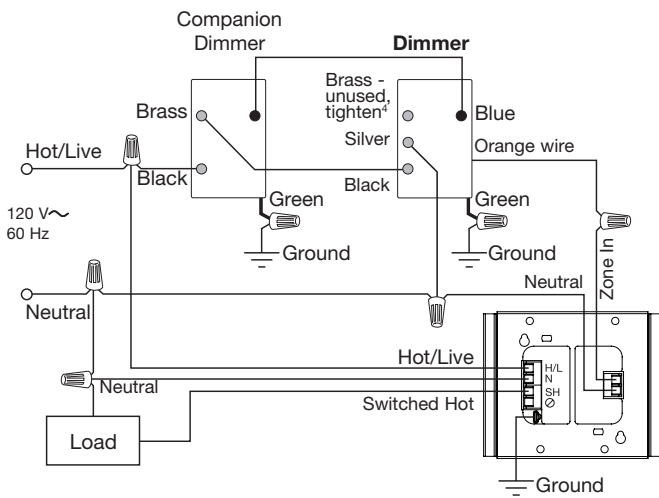 Companion
Dimmer
Dimmer
Brass -
unused,
tighten⁴
Brass
Blue
Silver
Orange wire
Hot/Live
Black
Black
Green
Green
120 V~
60 Hz
Ground
Ground
Zone In
Neutral
Neutral
Hot/Live
H/L
N
Neutral
SH
Switched Hot
Load
Ground